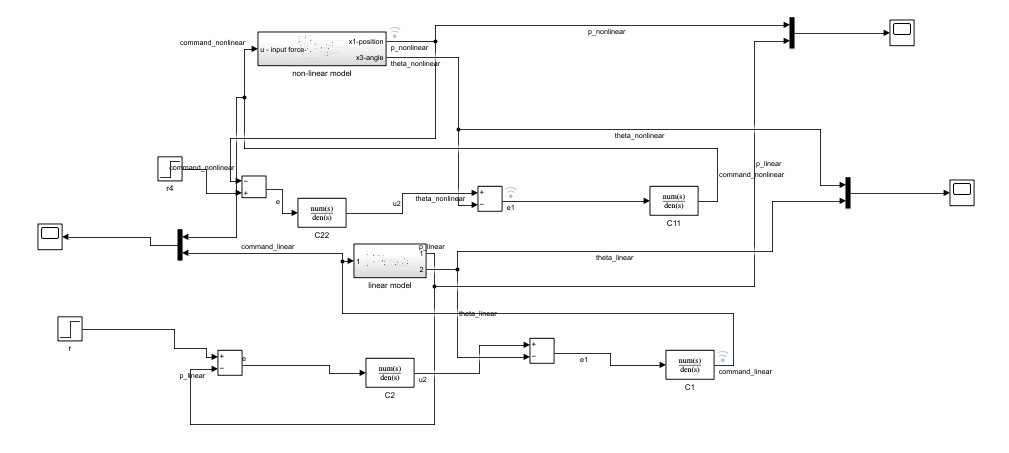 p_nonlinear
command_nonlinear
x1-position
u - input force
p_nonlinear
x3-angle
theta_nonlinear
non-linear model
theta_nonlinear
p_linear
command_nonlinear
command_nonlinear
r4
−
+
e
num(s)
den(s)
C22
u2
theta_nonlinear
+
−
e1
num(s)
den(s)
C11
command_linear
p_linear
1
1
2
linear model
theta_linear
theta_linear
r
+
−
e
p_linear
num(s)
den(s)
C2
u2
+
−
e1
num(s)
den(s)
C1
command_linear